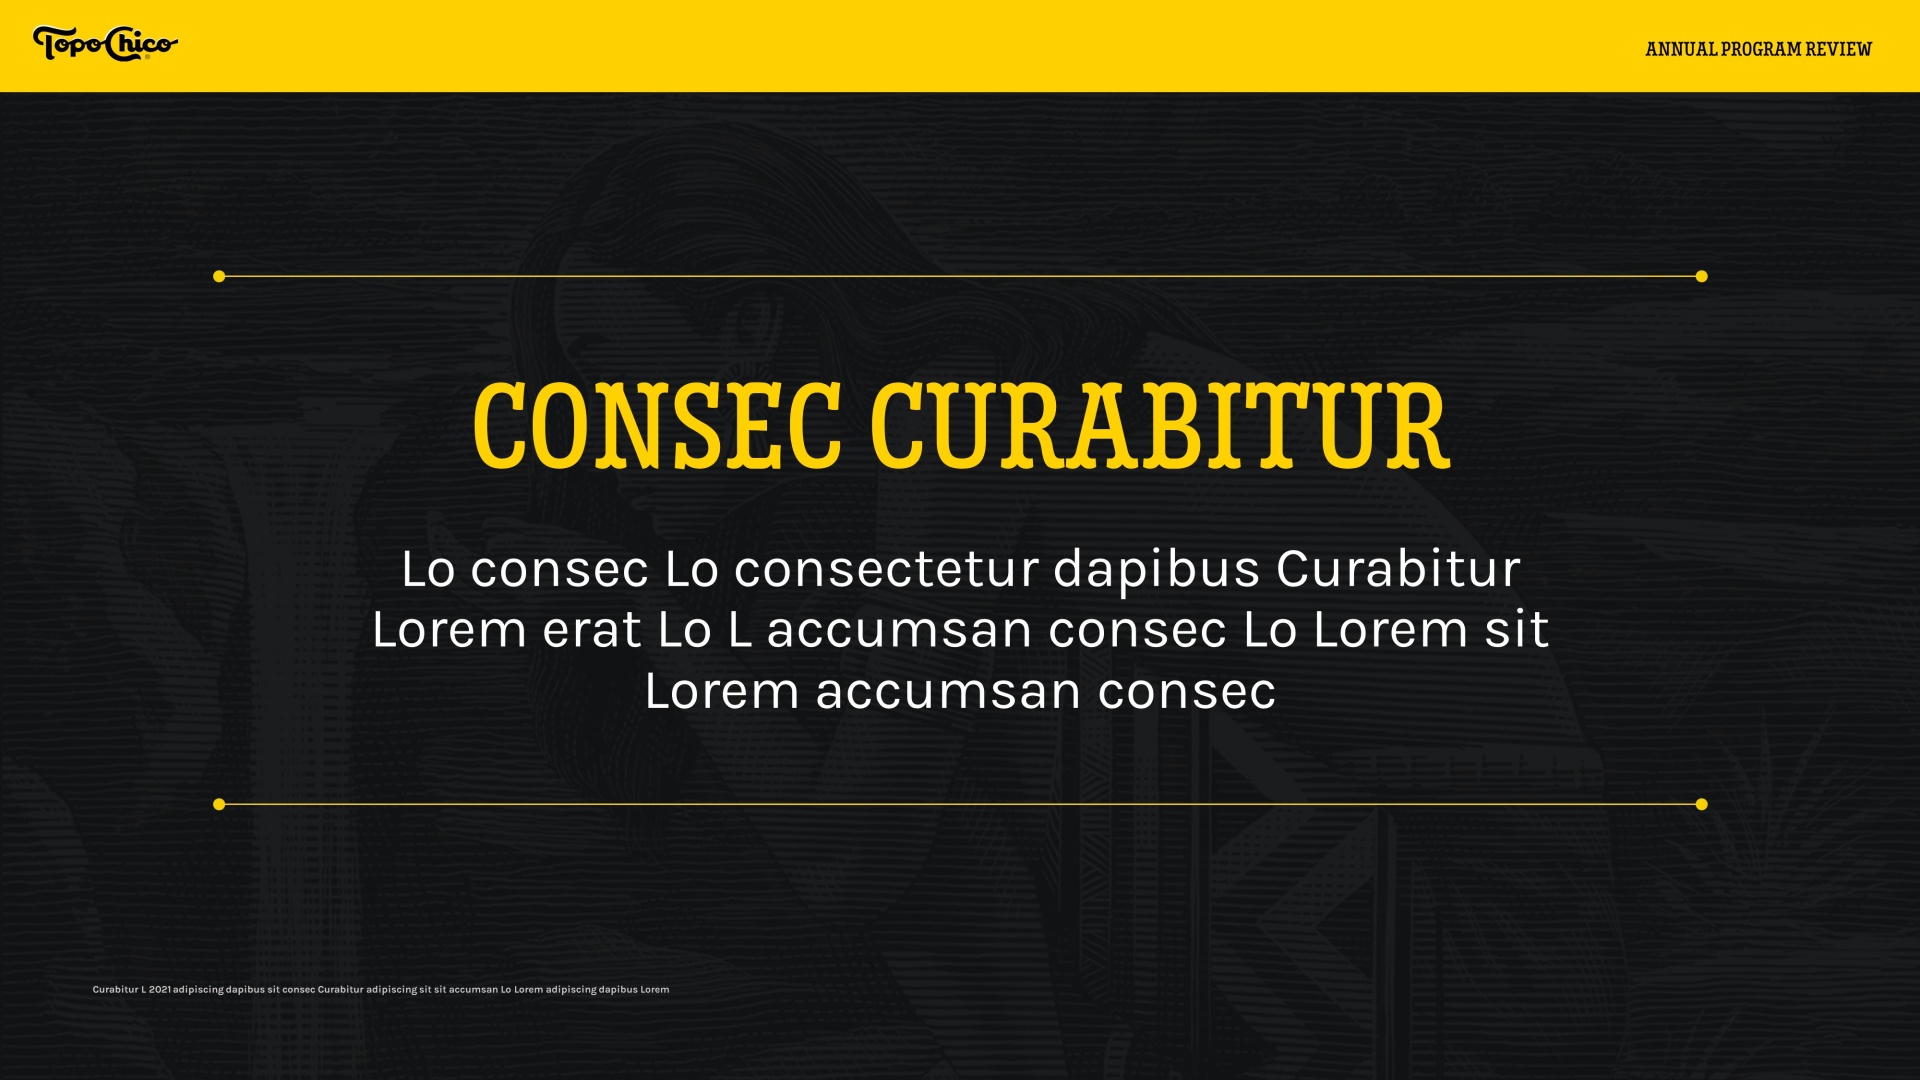 Topo Chico
ANNUAL PROGRAM REVIEW
CONSEC CURABITUR
Lo consec Lo consectetur dapibus Curabitur
Lorem erat Lo L accumsan consec Lo Lorem sit
Lorem accumsan consec
Curabitur L 2021 adipiscing dapibus sit consec Curabitur adipiscing sit sit accumsan Lo Lorem adipiscing dapibus Lorem